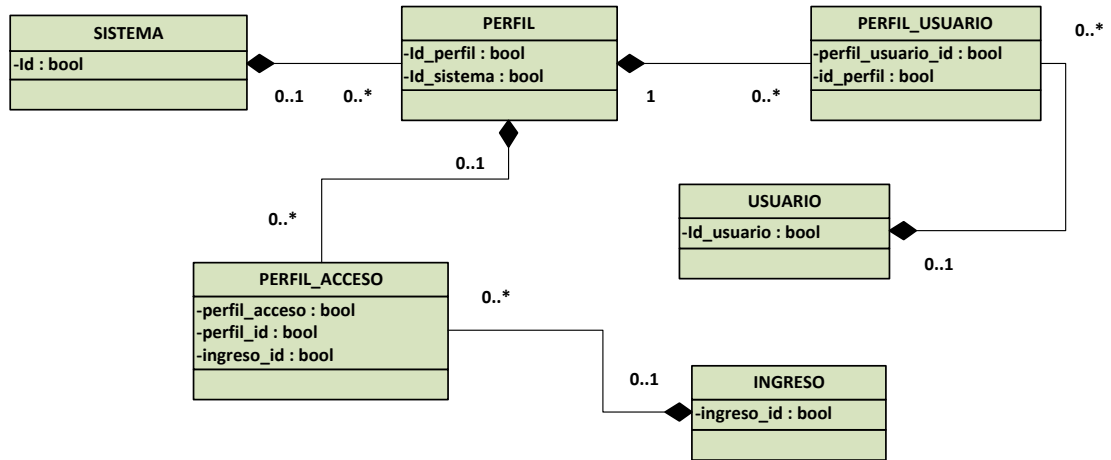 SISTEMA
-Id : bool
0..1
0..*
PERFIL
-Id_perfil : bool
-Id_sistema : bool
1
0..*
PERFIL_USUARIO
-perfil_usuario_id : bool
-id_perfil : bool
0..*
0..1
0..*
USUARIO
-Id_usuario : bool
0..1
PERFIL_ACCESO
-perfil_acceso : bool
-perfil_id : bool
-ingreso_id : bool
0..*
0..1
INGRESO
-ingreso_id : bool